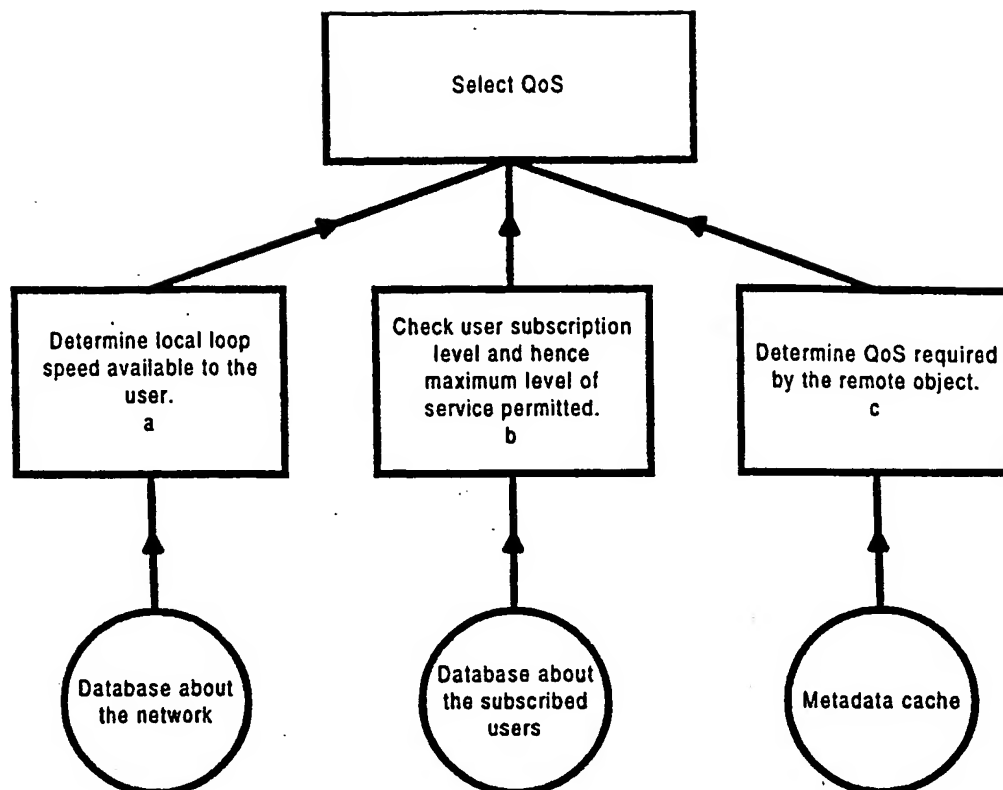 Select QoS
Determine local loop
speed available to the
user.
a
Check user subscription
level and hence
maximum level of
service permitted.
b
Determine QoS required
by the remote object.
c
Database about
the network
Database about
the subscribed
users
Metadata cache